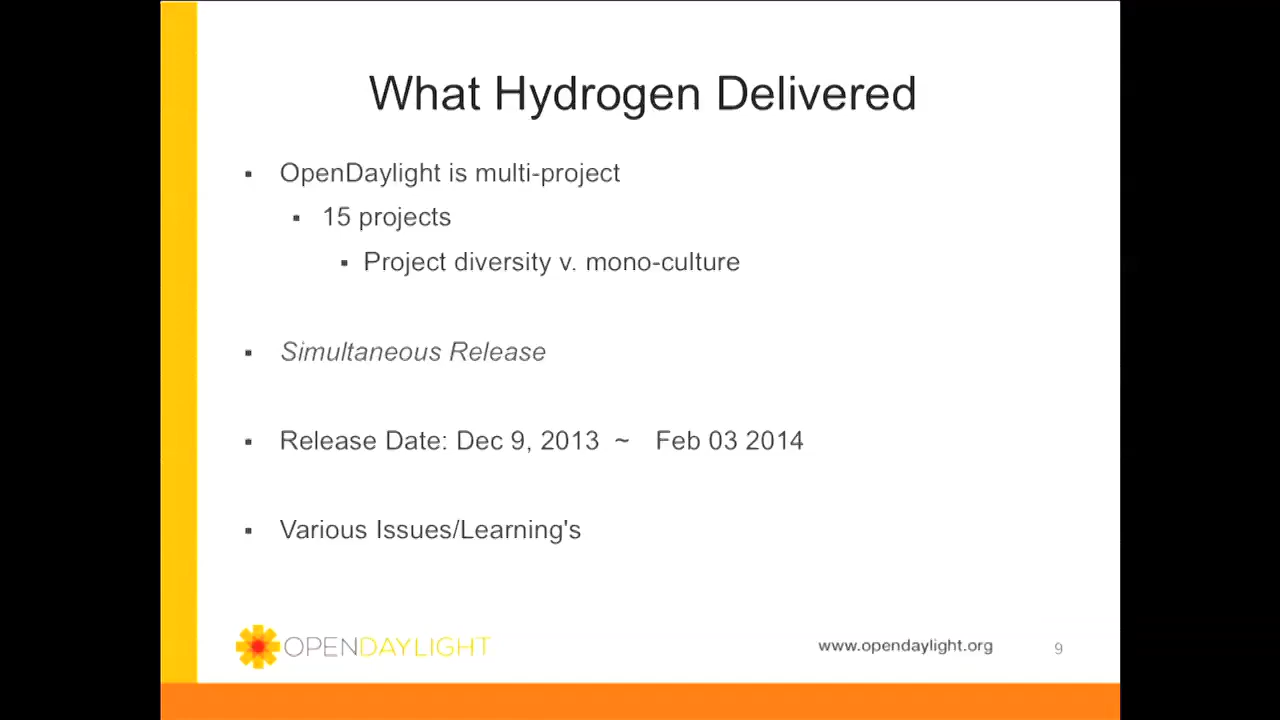 What Hydrogen Delivered
▪ OpenDaylight is multi-project
▪ 15 projects
▪ Project diversity v. mono-culture
▪ Simultaneous Release
▪ Release Date: Dec 9, 2013 ~ Feb 03 2014
▪ Various Issues/Learning's
OPENDAYLIGHT
www.opendaylight.org
9